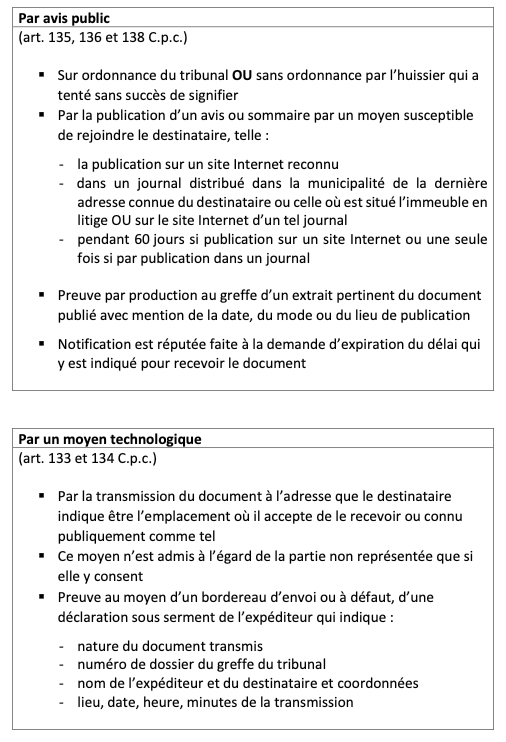 Par avis public
(art. 135, 136 et 138 C.p.c.)
▪ Sur ordonnance du tribunal OU sans ordonnance par l’huissier qui a
tenté sans succès de signifier
▪ Par la publication d’un avis ou sommaire par un moyen susceptible
de rejoindre le destinataire, telle :
- la publication sur un site Internet reconnu
- dans un journal distribué dans la municipalité de la dernière
adresse connue du destinataire ou celle où est situé l’immeuble en
litige OU sur le site Internet d’un tel journal
- pendant 60 jours si publication sur un site Internet ou une seule
fois si par publication dans un journal
▪ Preuve par production au greffe d’un extrait pertinent du document
publié avec mention de la date, du mode ou du lieu de publication
▪ Notification est réputée faite à la demande d’expiration du délai qui
y est indiqué pour recevoir le document
Par un moyen technologique
(art. 133 et 134 C.p.c.)
▪ Par la transmission du document à l’adresse que le destinataire
indique être l’emplacement où il accepte de le recevoir ou connu
publiquement comme tel
▪ Ce moyen n’est admis à l’égard de la partie non représentée que si
elle y consent
▪ Preuve au moyen d’un bordereau d’envoi ou à défaut, d’une
déclaration sous serment de l’expéditeur qui indique :
- nature du document transmis
- numéro de dossier du greffe du tribunal
- nom de l’expéditeur et du destinataire et coordonnées
- lieu, date, heure, minutes de la transmission